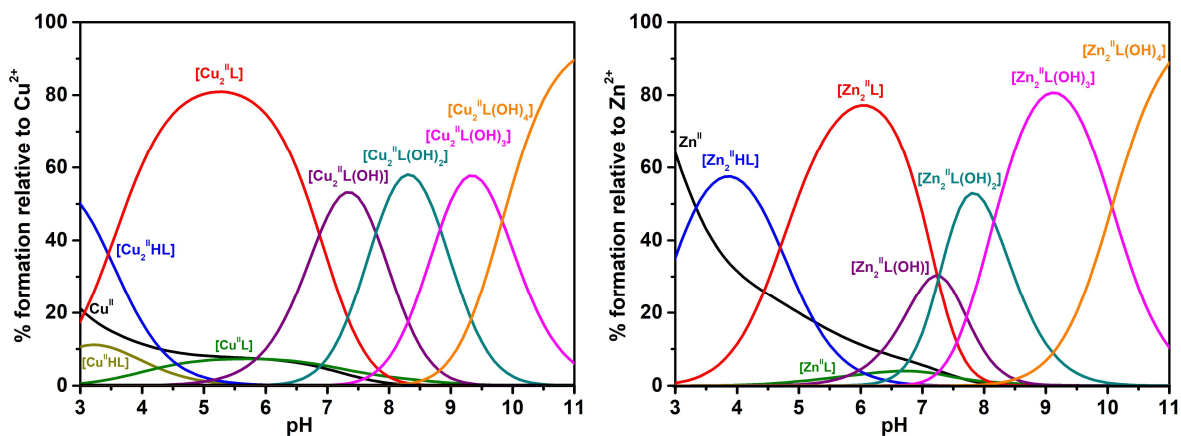 % formation relative to Cu²⁺
100
80
60
40
20
0
3 4 5 6 7 8 9 10 11
pH
[Cu₂ᴵᴵL]
[Cu₂ᴵᴵL(OH)₄]
[Cu₂ᴵᴵL(OH)₃]
[Cu₂ᴵᴵL(OH)₂]
[Cu₂ᴵᴵL(OH)]
[Cu₂ᴵᴵHL]
Cuᴵᴵ
[CuᴵᴵHL]
[CuᴵᴵL]
% formation relative to Zn²⁺
100
80
60
40
20
0
3 4 5 6 7 8 9 10 11
pH
[Zn₂ᴵᴵL(OH)₄]
[Zn₂ᴵᴵL(OH)₃]
[Zn₂ᴵᴵL]
Znᴵᴵ
[Zn₂ᴵᴵHL]
[Zn₂ᴵᴵL(OH)₂]
[Zn₂ᴵᴵL(OH)]
[ZnᴵᴵL]